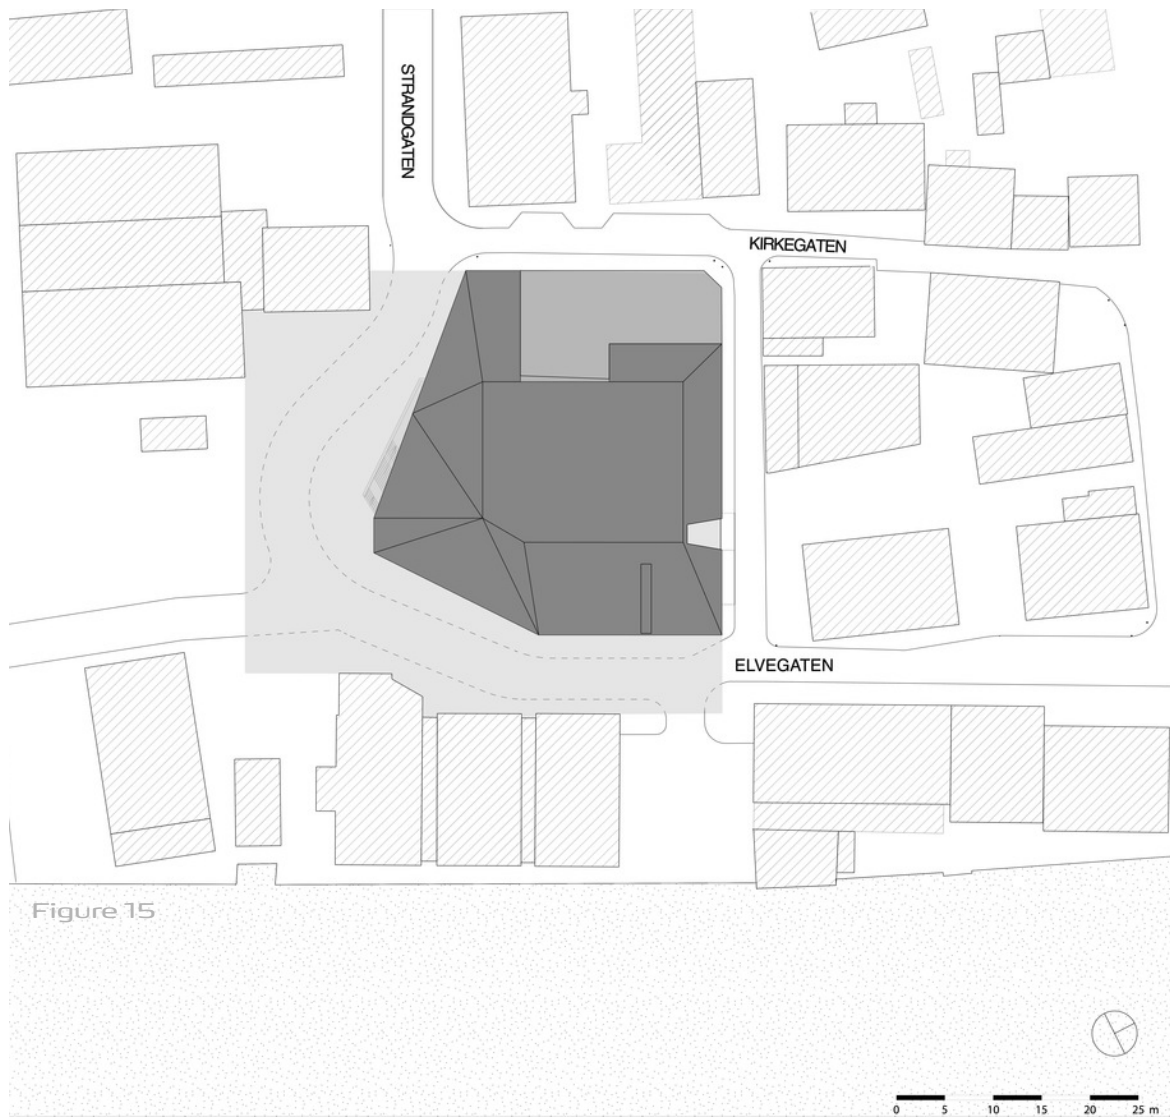 STRANDGATEN
KIRKEGATEN
ELVEGATEN
Figure 15
0 5 10 15 20 25 m